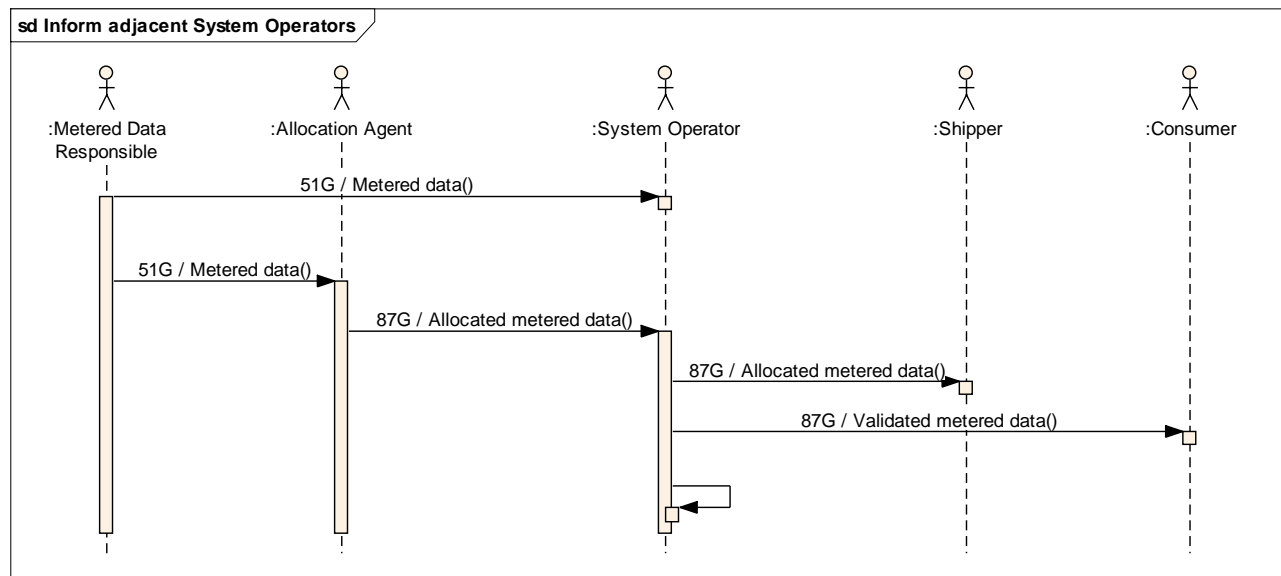 sd Inform adjacent System Operators
:Metered Data
Responsible
:Allocation Agent
:System Operator
:Shipper
:Consumer
51G / Metered data()
51G / Metered data()
87G / Allocated metered data()
87G / Allocated metered data()
87G / Validated metered data()